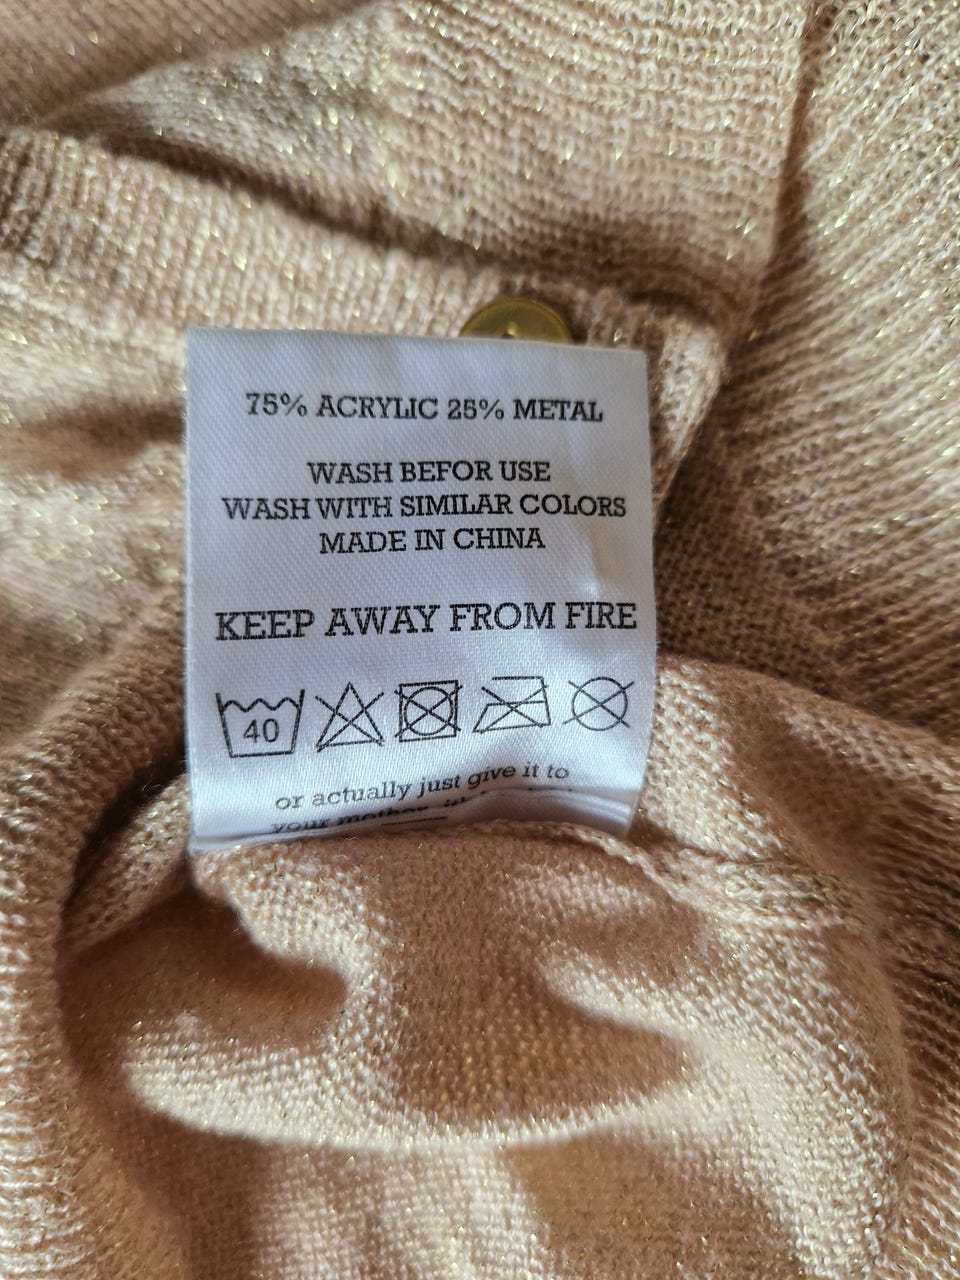 75% ACRYLIC 25% METAL
WASH BEFOR USE
WASH WITH SIMILAR COLORS
MADE IN CHINA
KEEP AWAY FROM FIRE
40
or actually just give it to
your mother